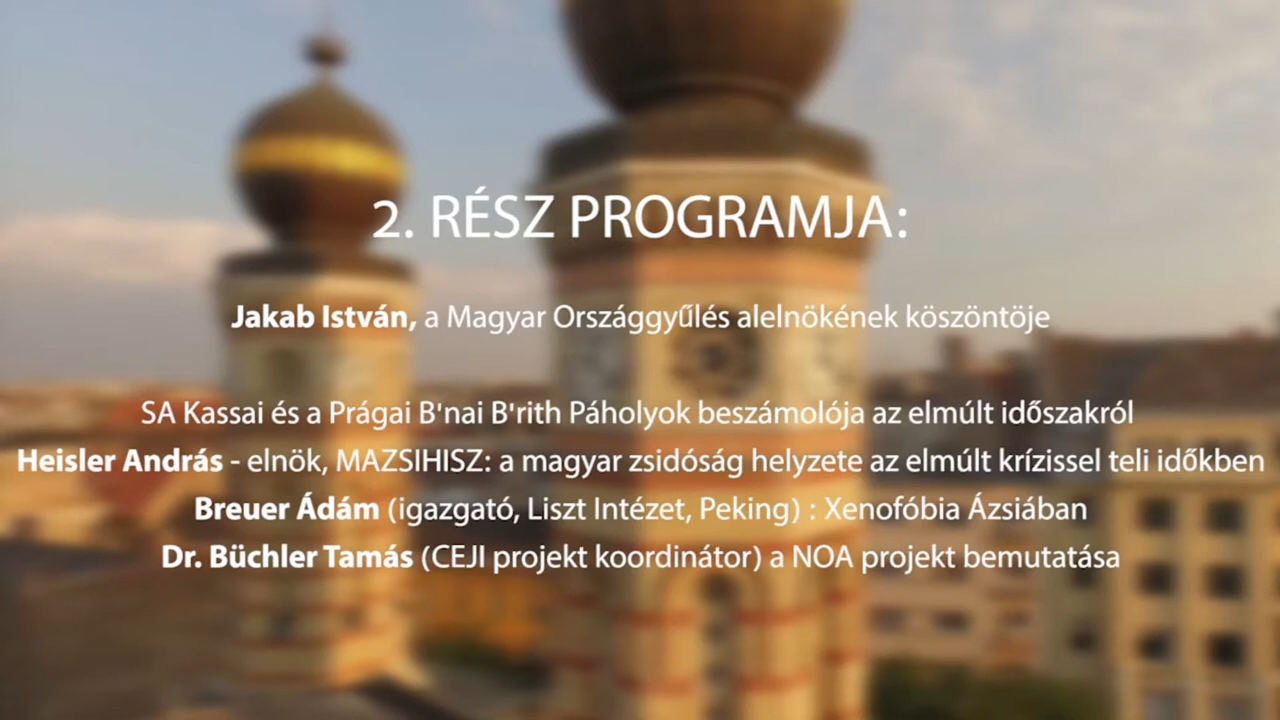 2. RÉSZ PROGRAMJA:
Jakab István, a Magyar Országgyűlés alelnökének köszöntöje
SA Kassai és a Prágai B'nai B'rith Páholyok beszámolója az elmúlt időszakról
Heisler András - elnök, MAZSIHISZ: a magyar zsidóság helyzete az elmúlt krízissel teli időkben
Breuer Ádám (igazgató, Liszt Intézet, Peking) : Xenofóbia Ázsiában
Dr. Büchler Tamás (CEJI projekt koordinátor) a NOA projekt bemutatása